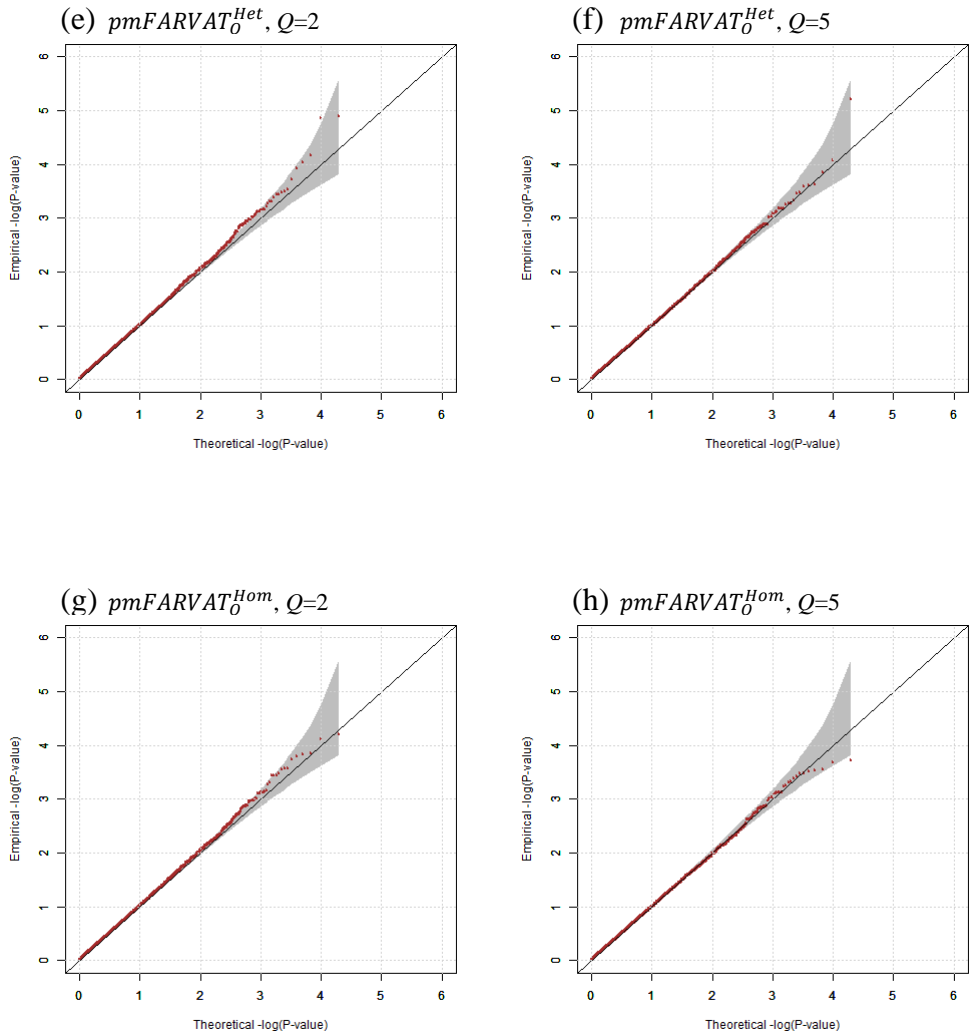 (e) pmFARVAT_O^Het, Q=2
(f) pmFARVAT_O^Het, Q=5
6
5
4
3
2
1
0
Empirical -log(P-value)
0 1 2 3 4 5 6
Theoretical -log(P-value)
6
5
4
3
2
1
0
Empirical -log(P-value)
0 1 2 3 4 5 6
Theoretical -log(P-value)
(g) pmFARVAT_O^Hom, Q=2
(h) pmFARVAT_O^Hom, Q=5
6
5
4
3
2
1
0
Empirical -log(P-value)
0 1 2 3 4 5 6
Theoretical -log(P-value)
6
5
4
3
2
1
0
Empirical -log(P-value)
0 1 2 3 4 5 6
Theoretical -log(P-value)